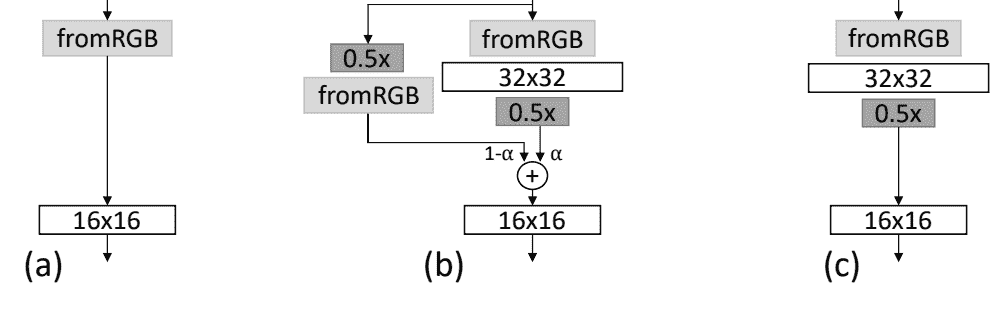 fromRGB
16x16
(a)
0.5x
fromRGB
fromRGB
32x32
0.5x
1-α
α
+
16x16
(b)
fromRGB
32x32
0.5x
16x16
(c)